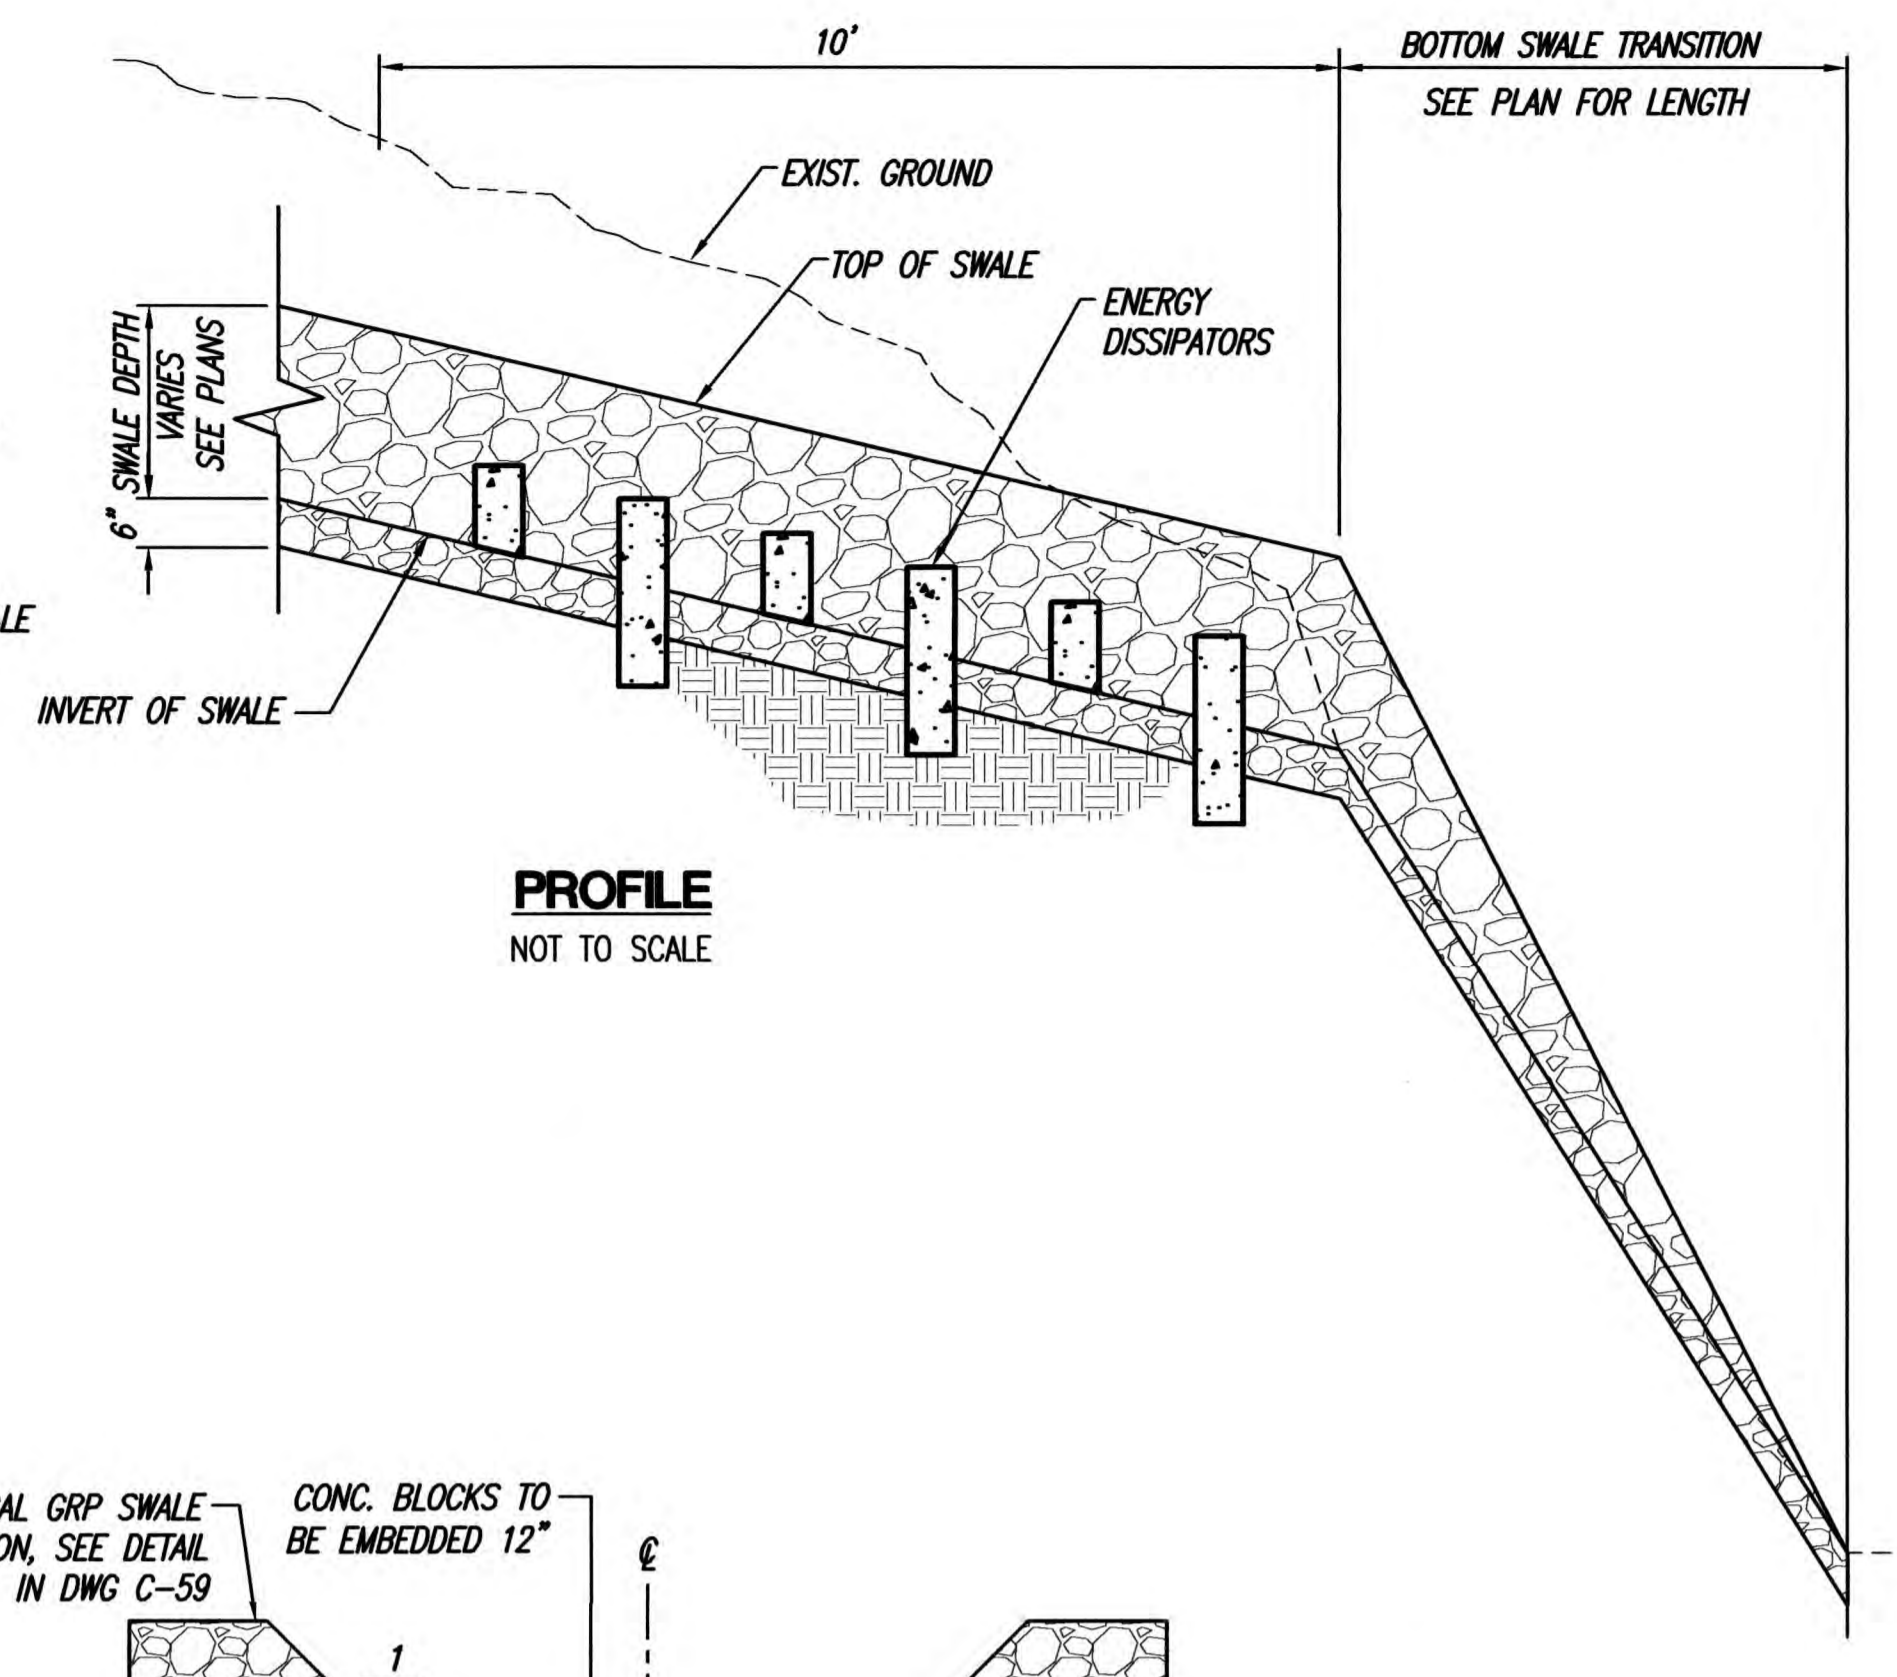 10'
BOTTOM SWALE TRANSITION
SEE PLAN FOR LENGTH
EXIST. GROUND
TOP OF SWALE
ENERGY
DISSIPATORS
6" SWALE DEPTH
VARIES
SEE PLANS
LE
INVERT OF SWALE
PROFILE
NOT TO SCALE
AL GRP SWALE
ON, SEE DETAIL
IN DWG C-59
CONC. BLOCKS TO
BE EMBEDDED 12"
℄
1